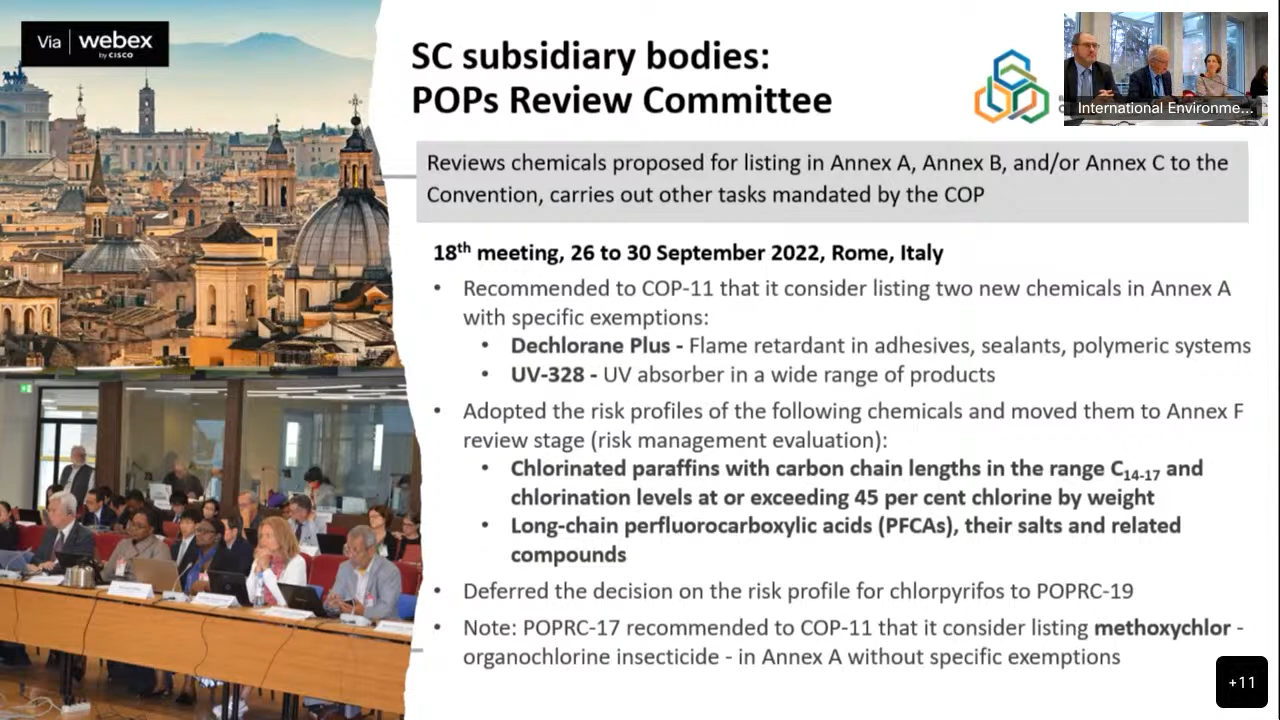 Via webex
by CISCO
SC subsidiary bodies:
POPs Review Committee
International Environme...
Reviews chemicals proposed for listing in Annex A, Annex B, and/or Annex C to the
Convention, carries out other tasks mandated by the COP
18th meeting, 26 to 30 September 2022, Rome, Italy
• Recommended to COP-11 that it consider listing two new chemicals in Annex A
with specific exemptions:
• Dechlorane Plus - Flame retardant in adhesives, sealants, polymeric systems
• UV-328 - UV absorber in a wide range of products
• Adopted the risk profiles of the following chemicals and moved them to Annex F
review stage (risk management evaluation):
• Chlorinated paraffins with carbon chain lengths in the range C14-17 and
chlorination levels at or exceeding 45 per cent chlorine by weight
• Long-chain perfluorocarboxylic acids (PFCAs), their salts and related
compounds
• Deferred the decision on the risk profile for chlorpyrifos to POPRC-19
• Note: POPRC-17 recommended to COP-11 that it consider listing methoxychlor -
organochlorine insecticide - in Annex A without specific exemptions
+11